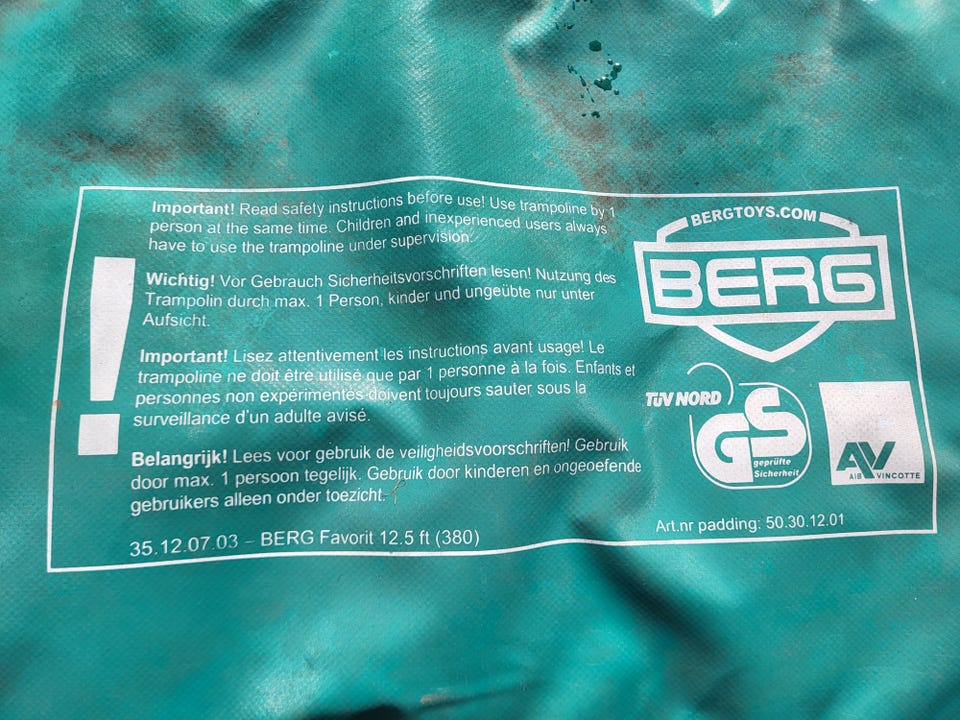 Important! Read safety instructions before use! Use trampoline by 1
person at the same time. Children and inexperienced users always
have to use the trampoline under supervision.
Wichtig! Vor Gebrauch Sicherheitsvorschriften lesen! Nutzung des
Trampolin durch max. 1 Person, kinder und ungeübte nur unter
Aufsicht.
Important! Lisez attentivement les instructions avant usage! Le
trampoline ne doit être utilisé que par 1 personne à la fois. Enfants et
personnes non expérimentés doivent toujours sauter sous la
surveillance d'un adulte avisé.
Belangrijk! Lees voor gebruik de veiligheidsvoorschriften! Gebruik
door max. 1 persoon tegelijk. Gebruik door kinderen en ongeoefende
gebruikers alleen onder toezicht.
35.12.07.03 – BERG Favorit 12.5 ft (380)
BERGTOYS.COM
BERG
TÜV NORD
GS
geprüfte
Sicherheit
AV
AIB VINCOTTE
Art.nr padding: 50.30.12.01